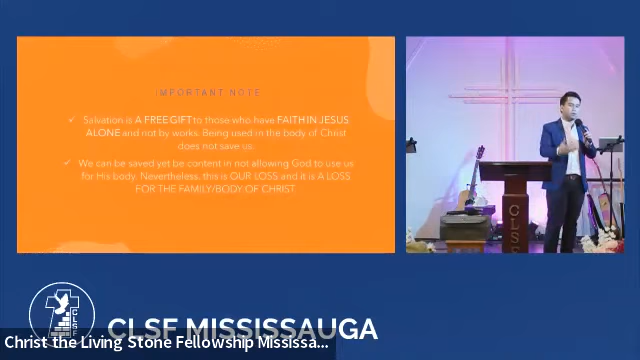 IMPORTANT NOTE
✓ Salvation is A FREE GIFT to those who have FAITH IN JESUS
ALONE and not by works. Being used in the body of Christ
does not save us.
✓ We can be saved yet be content in not allowing God to use us
for His body. Nevertheless, this is OUR LOSS and it is A LOSS
FOR THE FAMILY/BODY OF CHRIST.
CLSF
CLSF
CLSF MISSISSAUGA
Christ the Living Stone Fellowship Mississa...